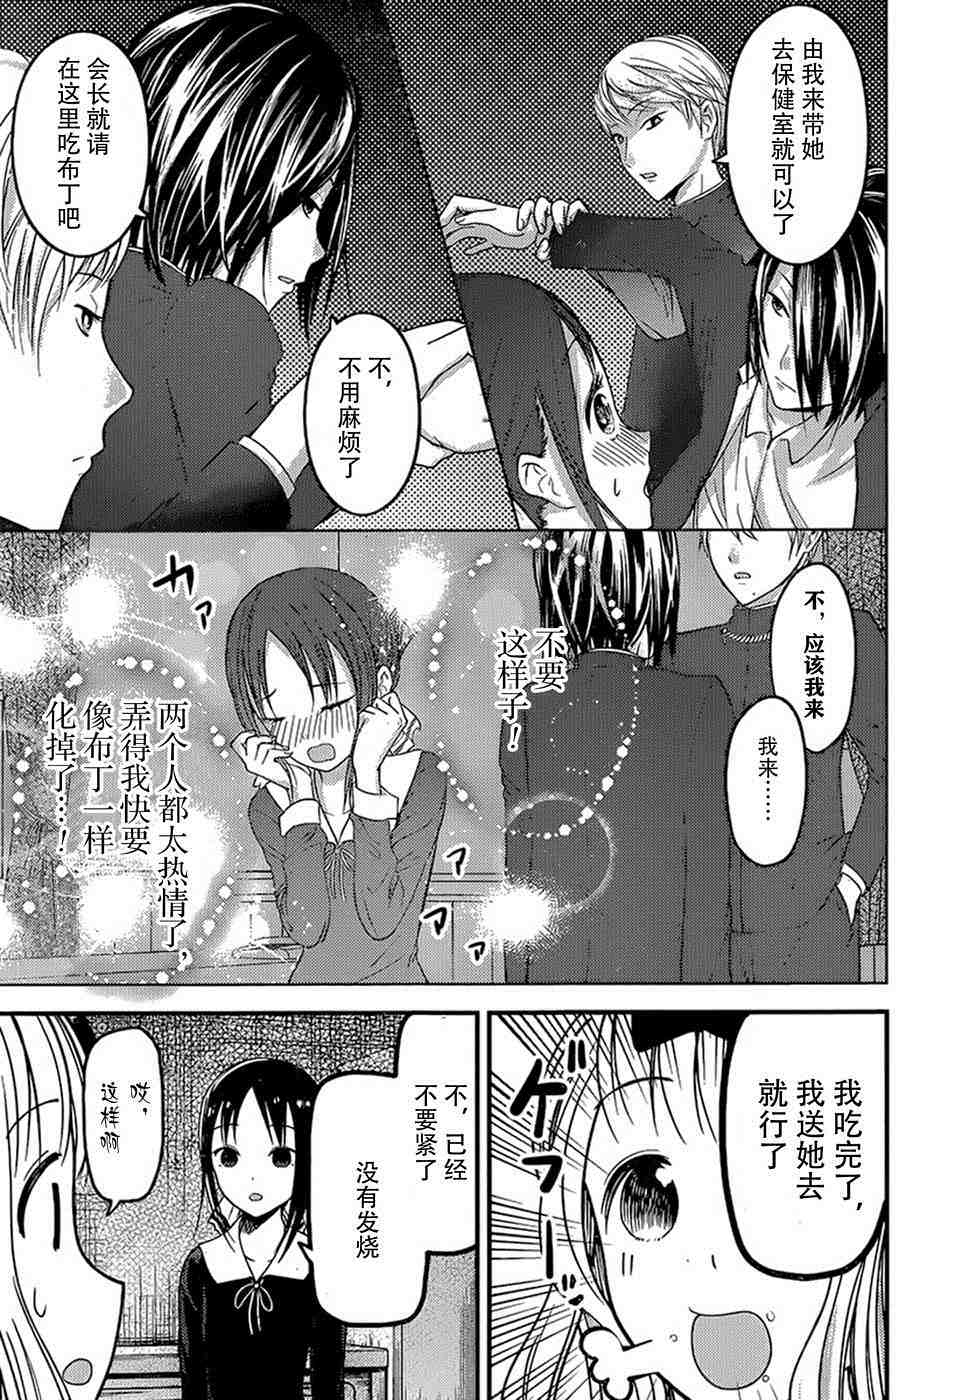 由我来带她
去保健室就可以了
会长就请
在这里吃布丁吧
不，
不用麻烦了
不，应该我来
我来……
不要
这样子！
カァ
ァァァ
两个人都太热情了，
弄得我快要
像布丁一样
化掉了…！
我吃完了，
我送她去
就行了
ゲプ
不，已经
不要紧了
没有发烧
哎，
这样啊